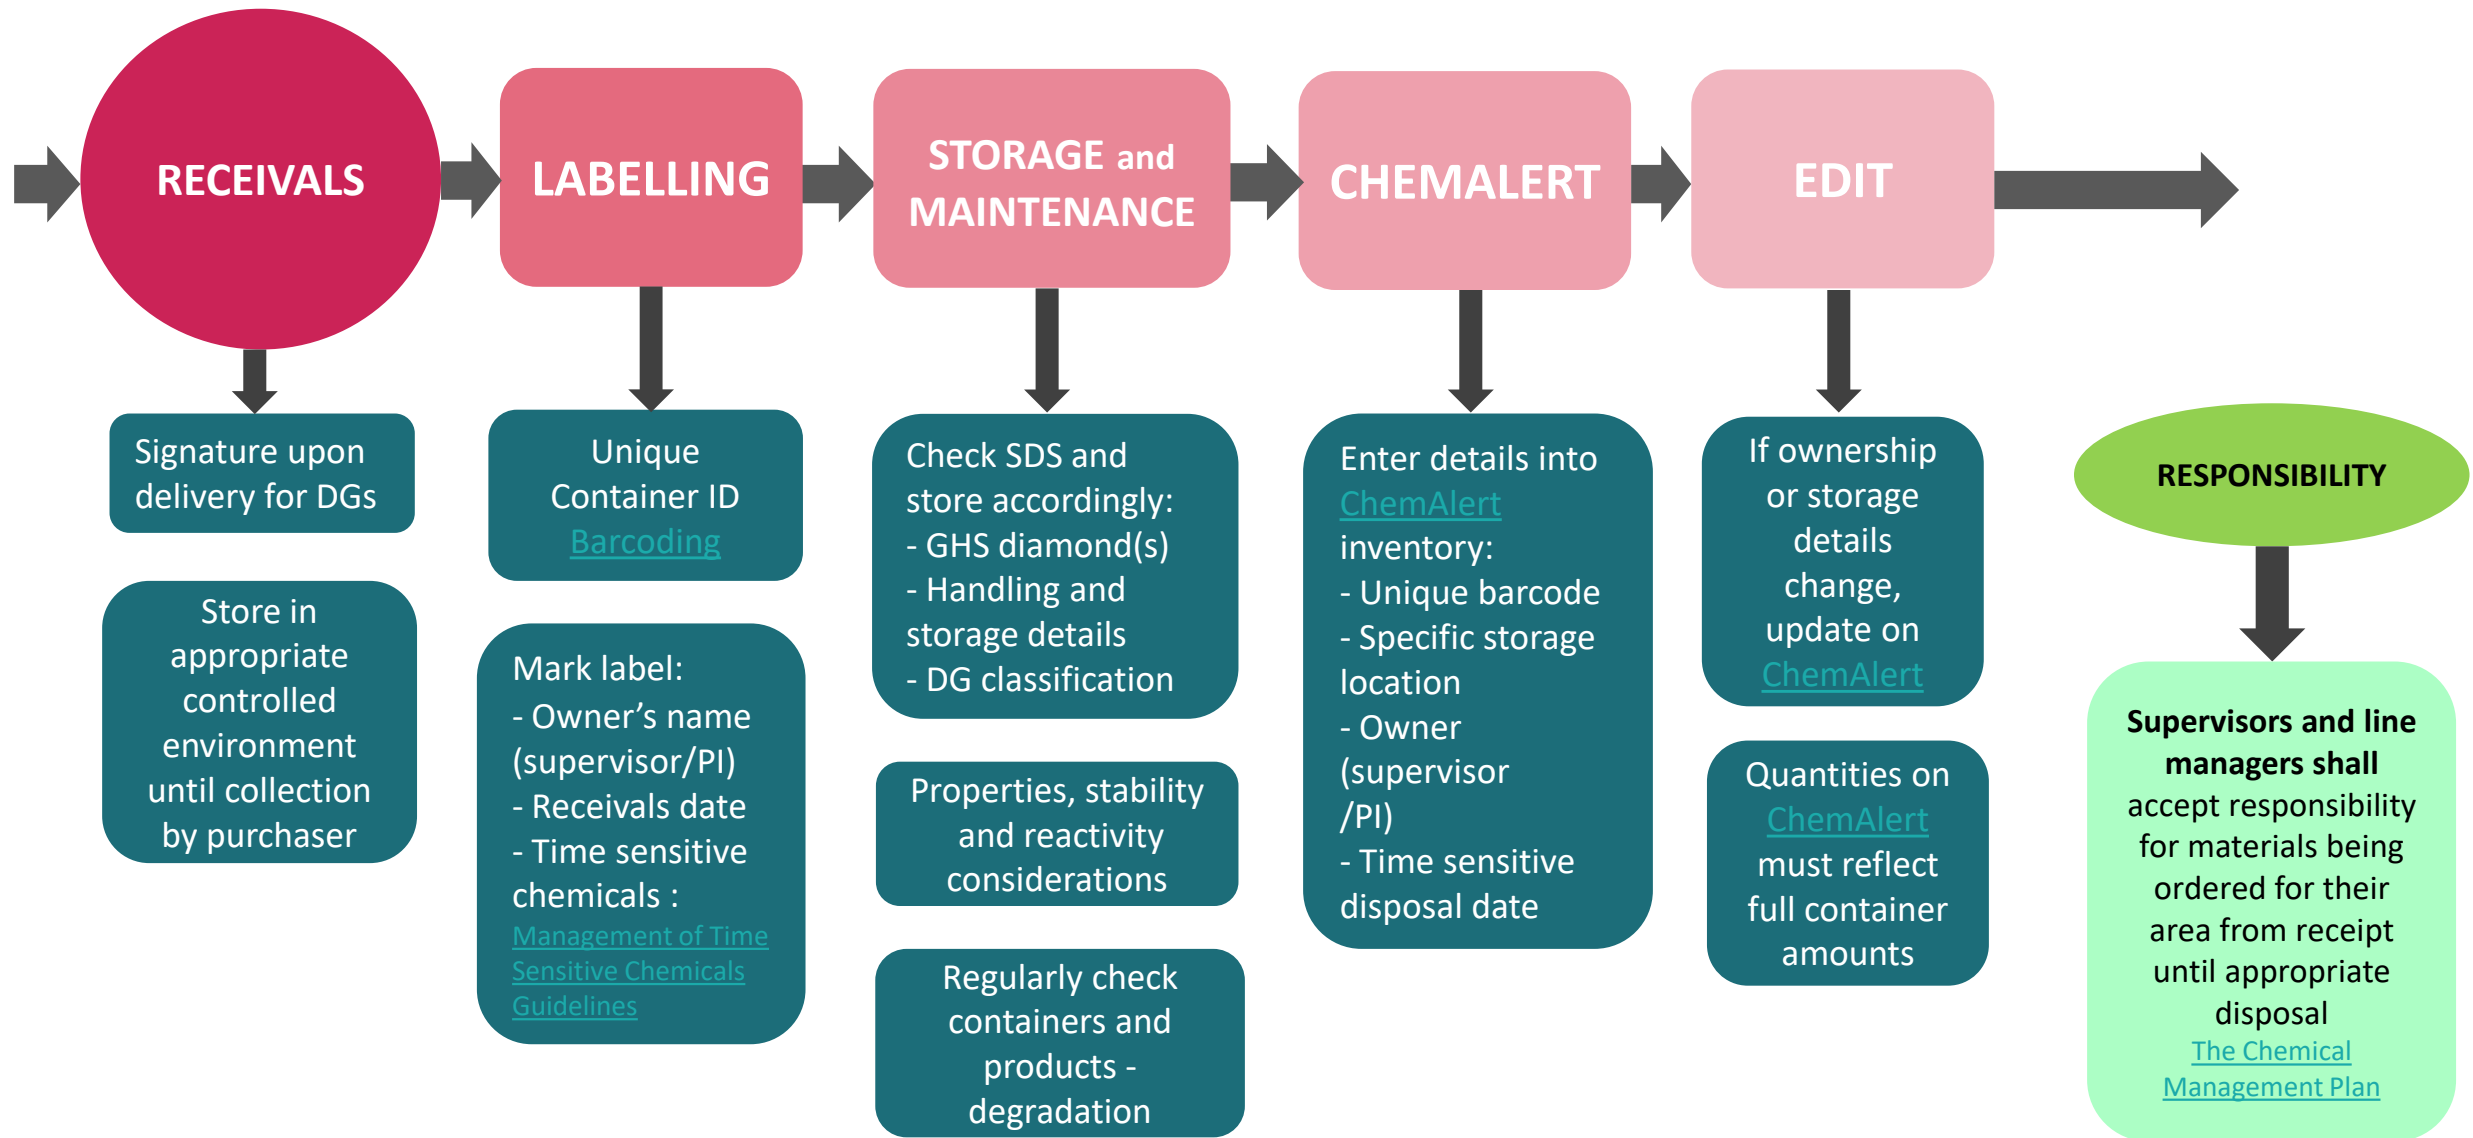 RECEIVALS
LABELLING
STORAGE and
MAINTENANCE
CHEMALERT
EDIT
Signature upon
delivery for DGs
Store in
appropriate
controlled
environment
until collection
by purchaser
Unique
Container ID
Barcoding
Mark label:
- Owner’s name
(supervisor/PI)
- Receivals date
- Time sensitive
chemicals :
Management of Time
Sensitive Chemicals
Guidelines
Check SDS and
store accordingly:
- GHS diamond(s)
- Handling and
storage details
- DG classification
Properties, stability
and reactivity
considerations
Regularly check
containers and
products -
degradation
Enter details into
ChemAlert
inventory:
- Unique barcode
- Specific storage
location
- Owner
(supervisor
/PI)
- Time sensitive
disposal date
If ownership
or storage
details
change,
update on
ChemAlert
Quantities on
ChemAlert
must reflect
full container
amounts
RESPONSIBILITY
Supervisors and line
managers shall
accept responsibility
for materials being
ordered for their
area from receipt
until appropriate
disposal
The Chemical
Management Plan